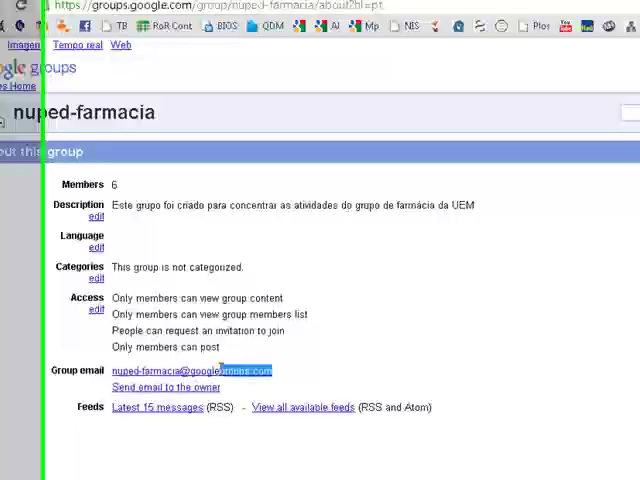 https://groups.google.com/group/nuped-farmacia/about?hl=pt
TB RoR Cont BIOS QDM AI Mp NIS Plos
Imagens Tempo real Web
groups
es Home
nuped-farmacia
out this group
Members 6
Description Este grupo foi criado para concentrar as atividades do grupo de farmácia da UEM
edit
Language
edit
Categories This group is not categorized.
edit
Access Only members can view group content
edit Only members can view group members list
People can request an invitation to join
Only members can post
Group email nuped-farmacia@googlegroups.com
Send email to the owner
Feeds Latest 15 messages (RSS) - View all available feeds (RSS and Atom)